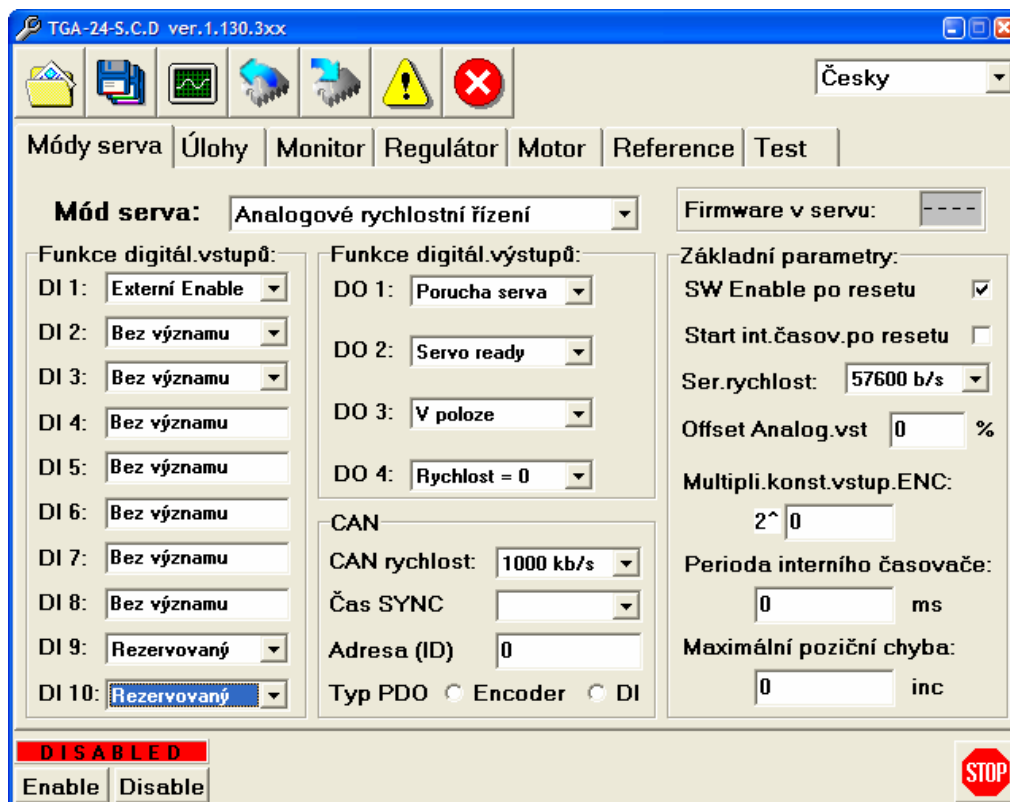 TGA-24-S.C.D ver.1.130.3xx
Česky
Módy serva Úlohy Monitor Regulátor Motor Reference Test
Mód serva: Analogové rychlostní řízení
Firmware v servu: ----
Funkce digitál.vstupů:
DI 1: Externí Enable
DI 2: Bez významu
DI 3: Bez významu
DI 4: Bez významu
DI 5: Bez významu
DI 6: Bez významu
DI 7: Bez významu
DI 8: Bez významu
DI 9: Rezervovaný
DI 10: Rezervovaný
Funkce digitál.výstupů:
DO 1: Porucha serva
DO 2: Servo ready
DO 3: V poloze
DO 4: Rychlost = 0
CAN
CAN rychlost: 1000 kb/s
Čas SYNC
Adresa (ID) 0
Typ PDO Encoder DI
Základní parametry:
SW Enable po resetu
Start int.časov.po resetu
Ser.rychlost: 57600 b/s
Offset Analog.vst 0 %
Multipli.konst.vstup.ENC:
2^ 0
Perioda interního časovače:
0 ms
Maximální poziční chyba:
0 inc
DISABLED
Enable Disable
STOP